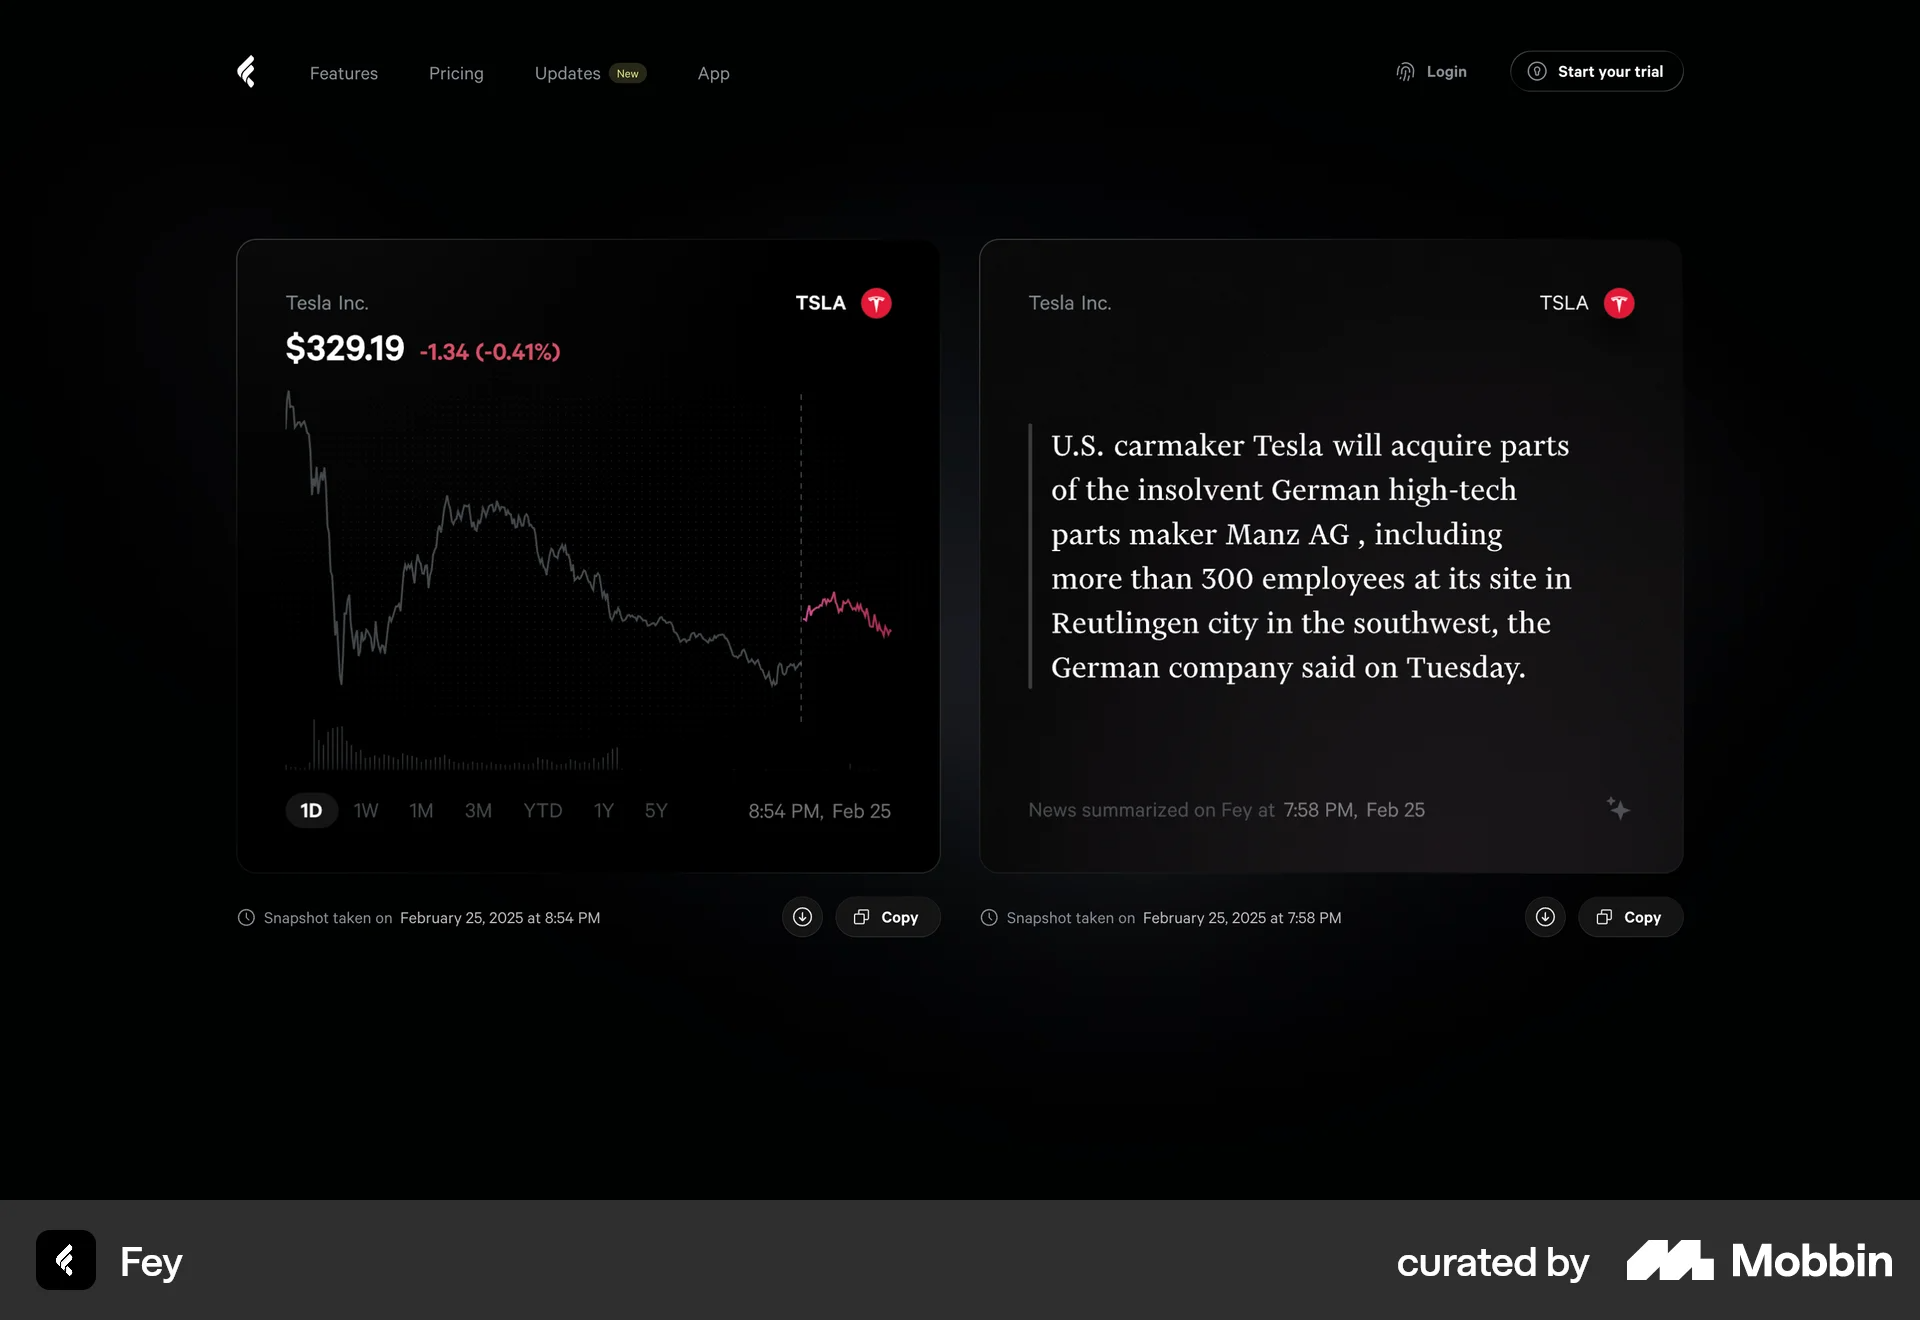 Features
Pricing
Updates New
App
Login
Start your trial
Tesla Inc.
TSLA
$329.19 -1.34 (-0.41%)
1D 1W 1M 3M YTD 1Y 5Y
8:54 PM, Feb 25
Snapshot taken on February 25, 2025 at 8:54 PM
Copy
Tesla Inc.
TSLA
U.S. carmaker Tesla will acquire parts
of the insolvent German high-tech
parts maker Manz AG , including
more than 300 employees at its site in
Reutlingen city in the southwest, the
German company said on Tuesday.
News summarized on Fey at 7:58 PM, Feb 25
Snapshot taken on February 25, 2025 at 7:58 PM
Copy
Fey
curated by Mobbin